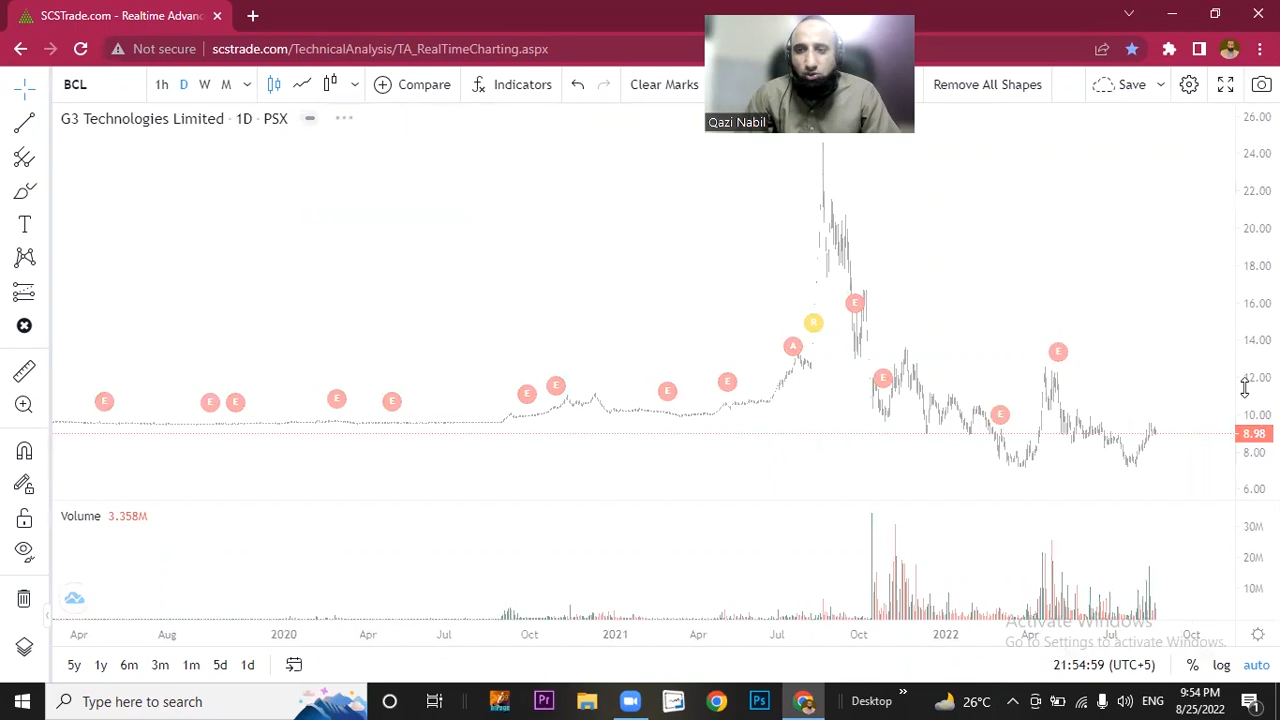 SCSTrade.com - Realtime Advanc
Not secure scstrade.com/TechnicalAnalysis/TA_RealTimeCharting.aspx
BCL 1h D W M Compare Indicators Clear Marks Remove All Shapes Save
Qazi Nabil
G3 Technologies Limited · 1D · PSX
26.00
24.00
22.00
20.00
18.00
16.00
14.00
12.00
10.00
8.98
8.00
6.00
E E E E E E E E E A R E E E E
Volume 3.358M
30M
20M
10M
Apr Aug 2020 Apr Jul Oct 2021 Apr Jul Oct 2022 Apr Jul Oct
Activate Windows
Go to Settings to activate Windows.
5y 1y 6m 3m 1m 5d 1d 21:54:59 (UTC+5) % log auto
Type here to search Desktop 26°C ENG 9:54 PM
8/25/2022